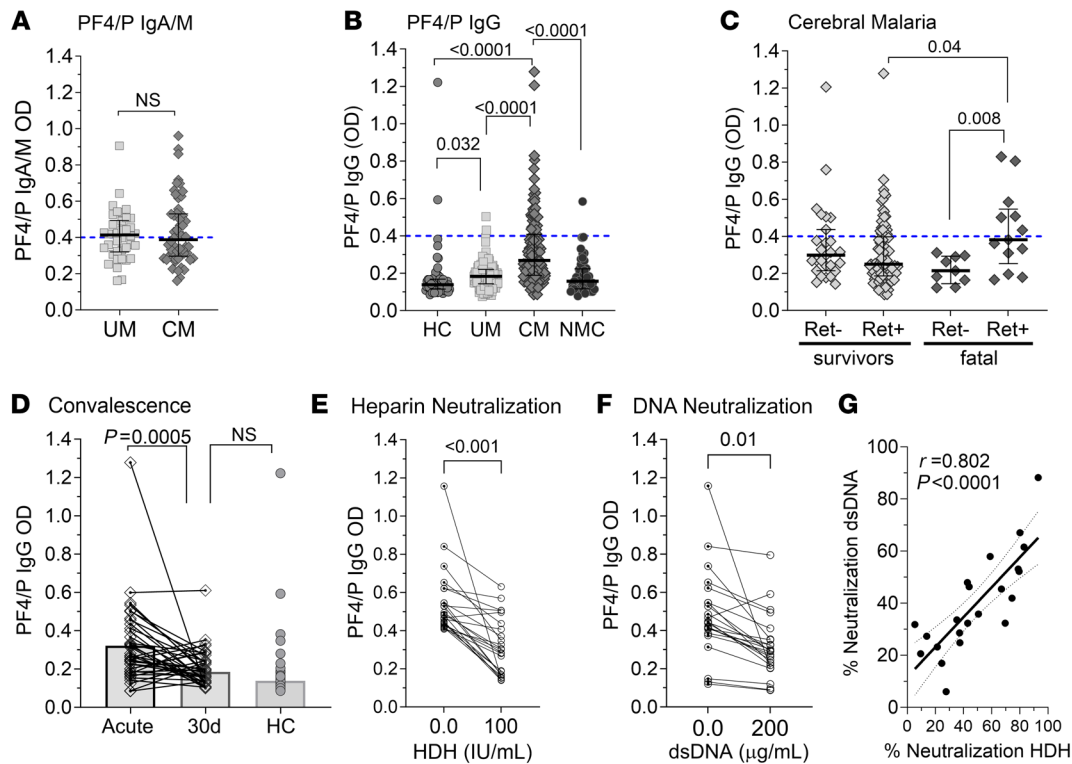 A PF4/P IgA/M
PF4/P IgA/M OD
1.4
1.2
1.0
0.8
0.6
0.4
0.2
0.0
NS
UM CM
B PF4/P IgG
PF4/P IgG (OD)
1.4
1.2
1.0
0.8
0.6
0.4
0.2
0.0
<0.0001
<0.0001
<0.0001
0.032
HC UM CM NMC
C Cerebral Malaria
PF4/P IgG (OD)
1.4
1.2
1.0
0.8
0.6
0.4
0.2
0.0
0.04
0.008
Ret- Ret+ Ret- Ret+
survivors fatal
D Convalescence
PF4/P IgG OD
1.4
1.2
1.0
0.8
0.6
0.4
0.2
0.0
P=0.0005
NS
Acute 30d HC
E Heparin Neutralization
PF4/P IgG OD
1.4
1.2
1.0
0.8
0.6
0.4
0.2
0.0
<0.001
0.0 100
HDH (IU/mL)
F DNA Neutralization
PF4/P IgG OD
1.4
1.2
1.0
0.8
0.6
0.4
0.2
0.0
0.01
0.0 200
dsDNA (μg/mL)
G
% Neutralization dsDNA
100
80
60
40
20
0
r=0.802
P<0.0001
0 20 40 60 80 100
% Neutralization HDH